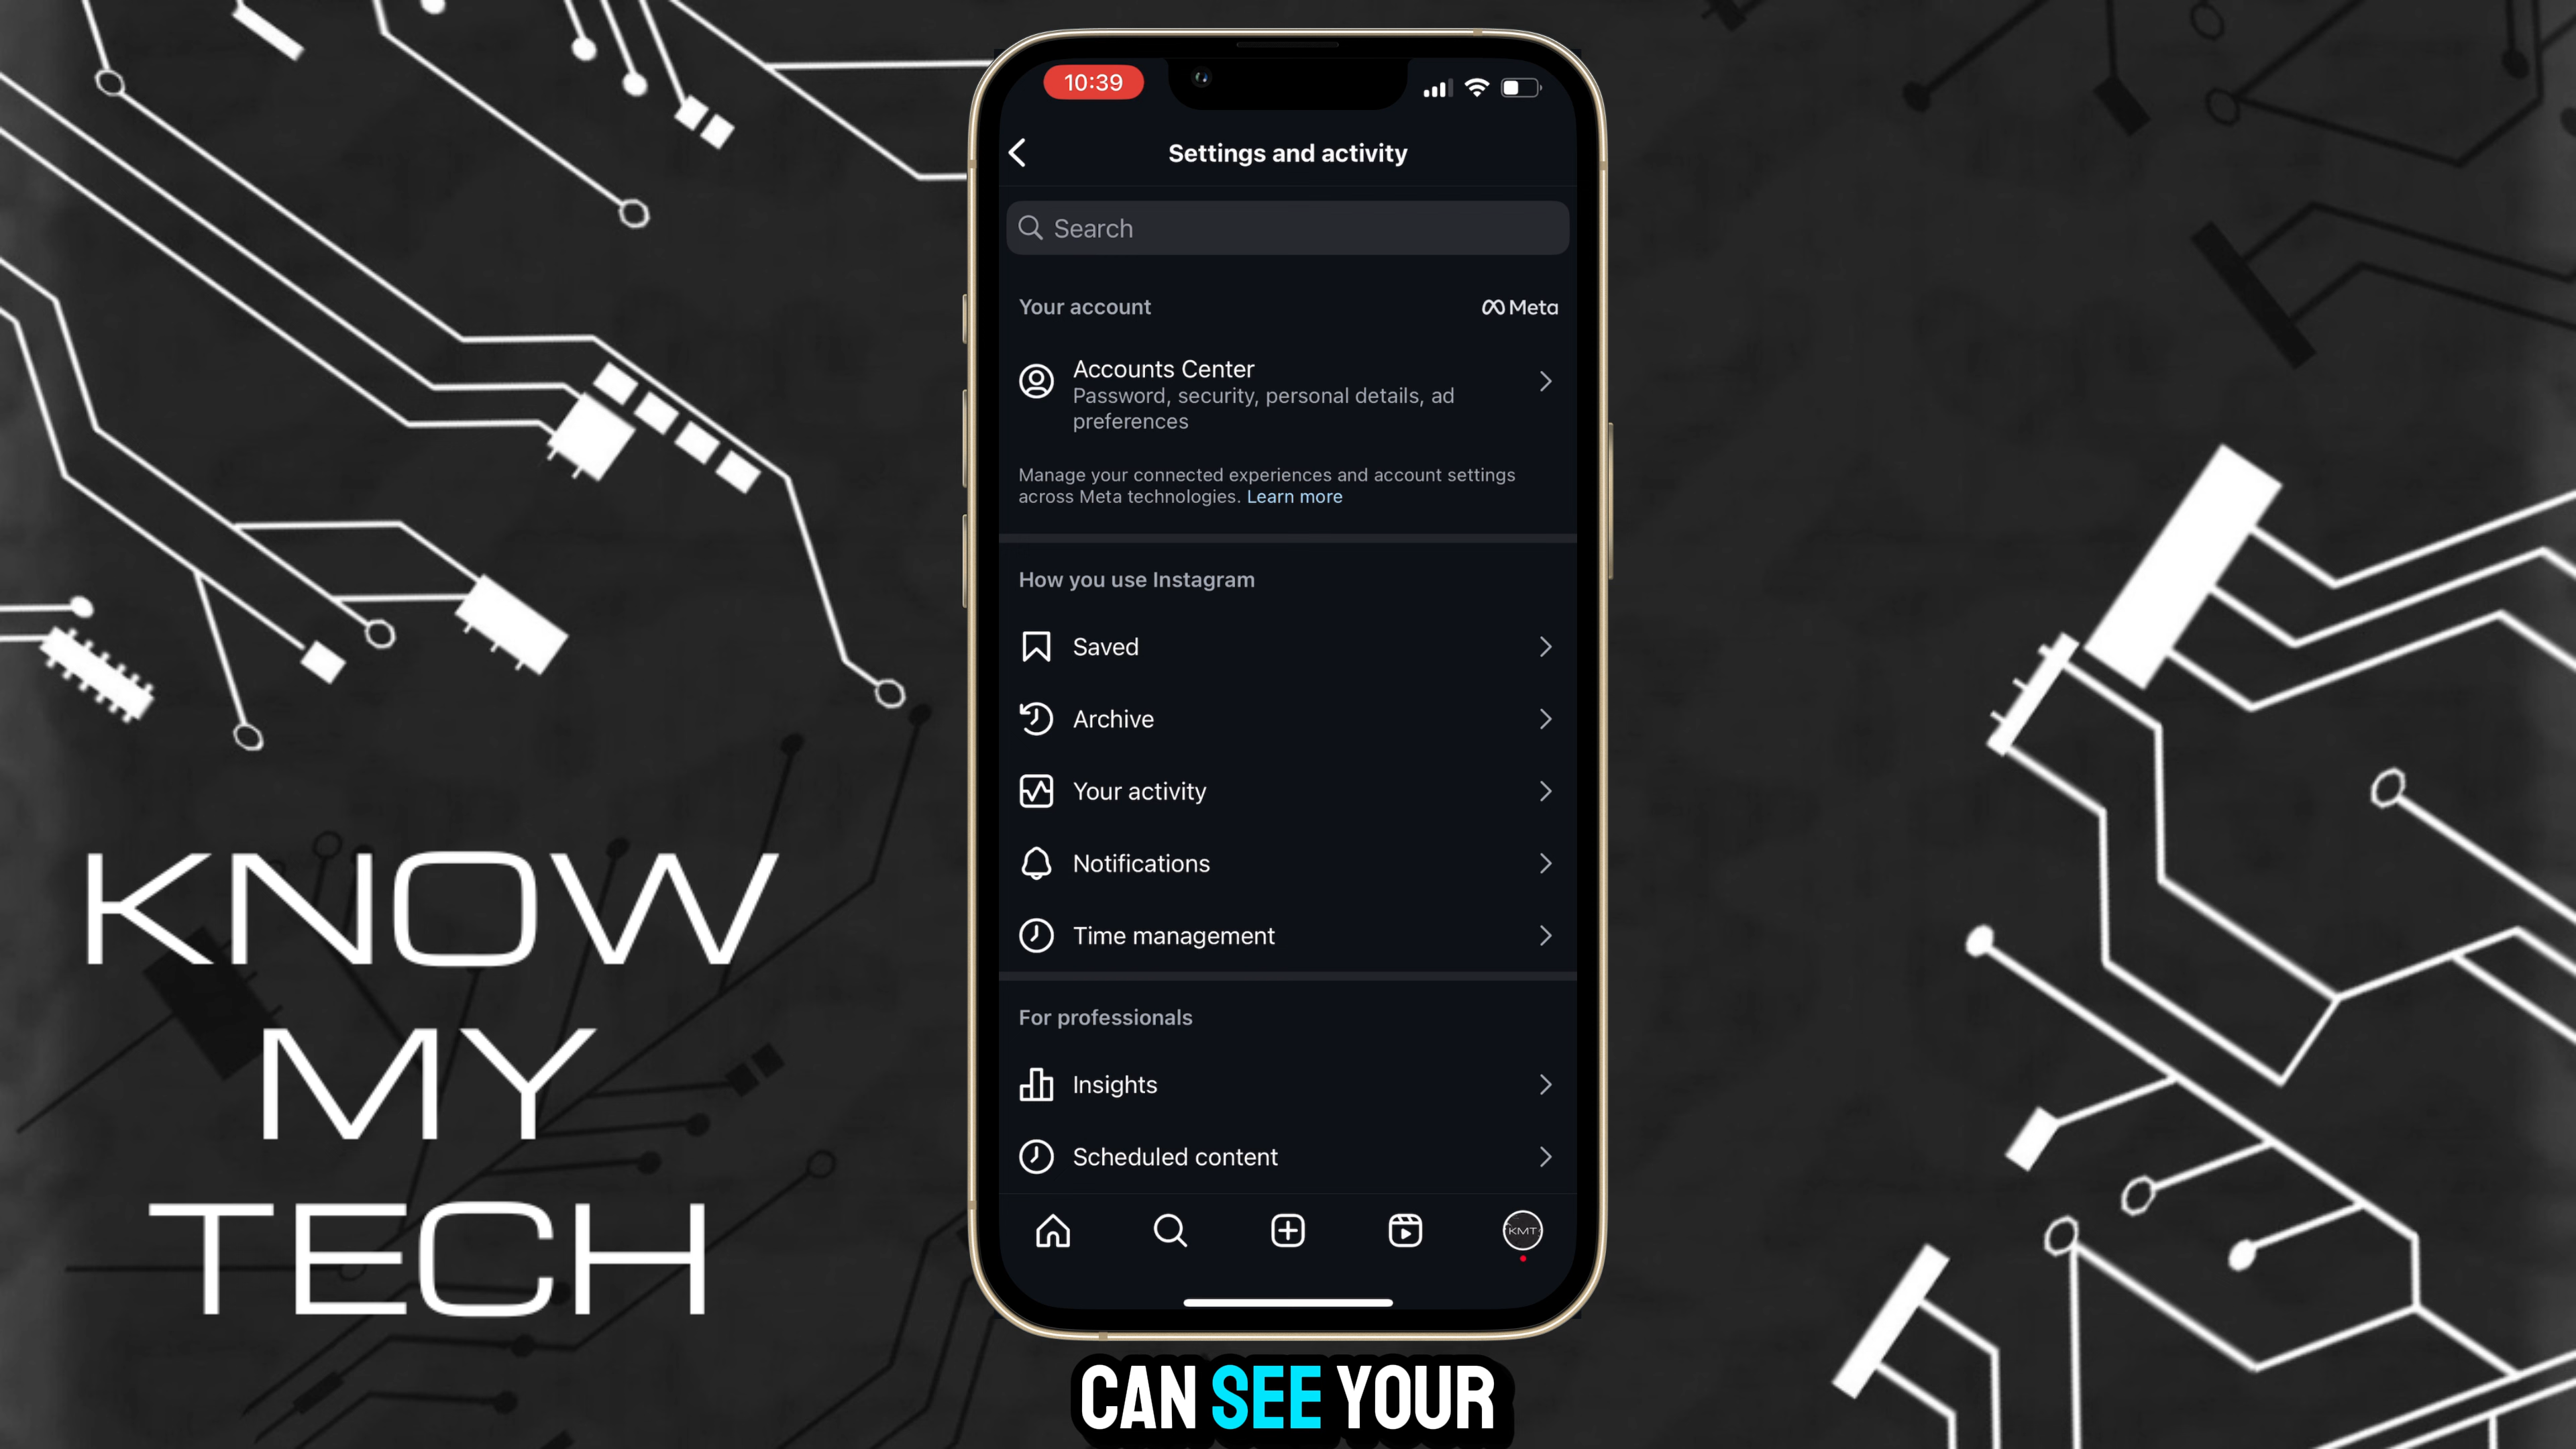 10:39
Settings and activity
Search
Your account
Meta
Accounts Center
Password, security, personal details, ad
preferences
Manage your connected experiences and account settings
across Meta technologies. Learn more
How you use Instagram
Saved
Archive
Your activity
Notifications
Time management
For professionals
Insights
Scheduled content
KMT
KNOW
MY
TECH
CAN SEE YOUR